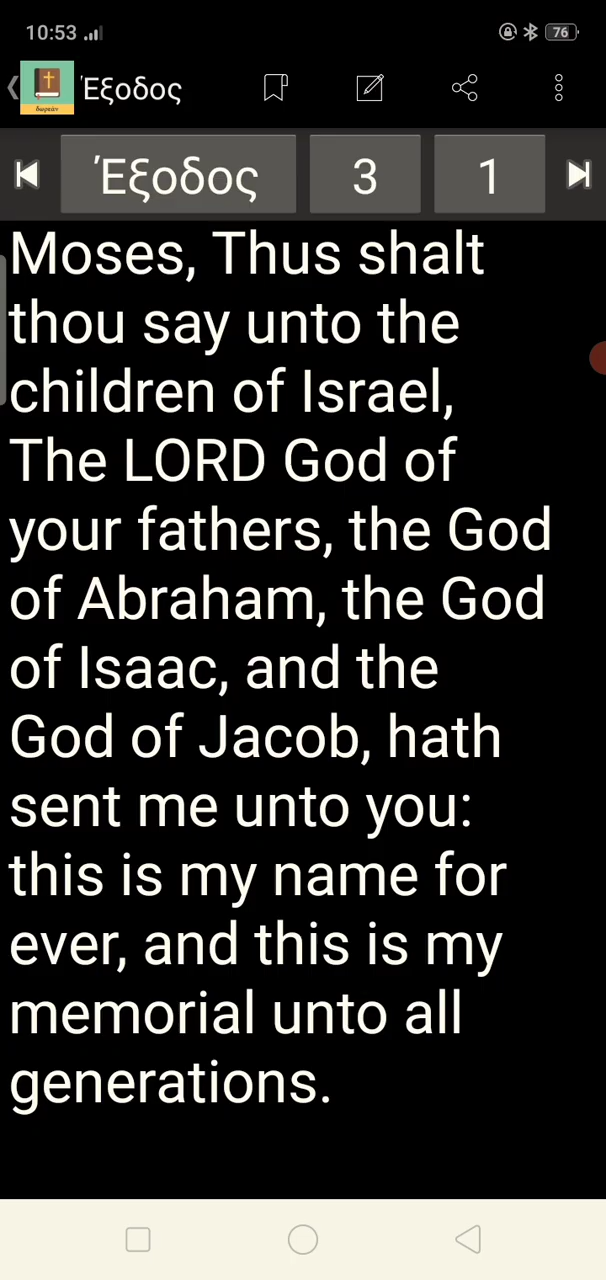 10:53
76
Έξοδος
δωρεάν
Έξοδος 3 1
Moses, Thus shalt
thou say unto the
children of Israel,
The LORD God of
your fathers, the God
of Abraham, the God
of Isaac, and the
God of Jacob, hath
sent me unto you:
this is my name for
ever, and this is my
memorial unto all
generations.